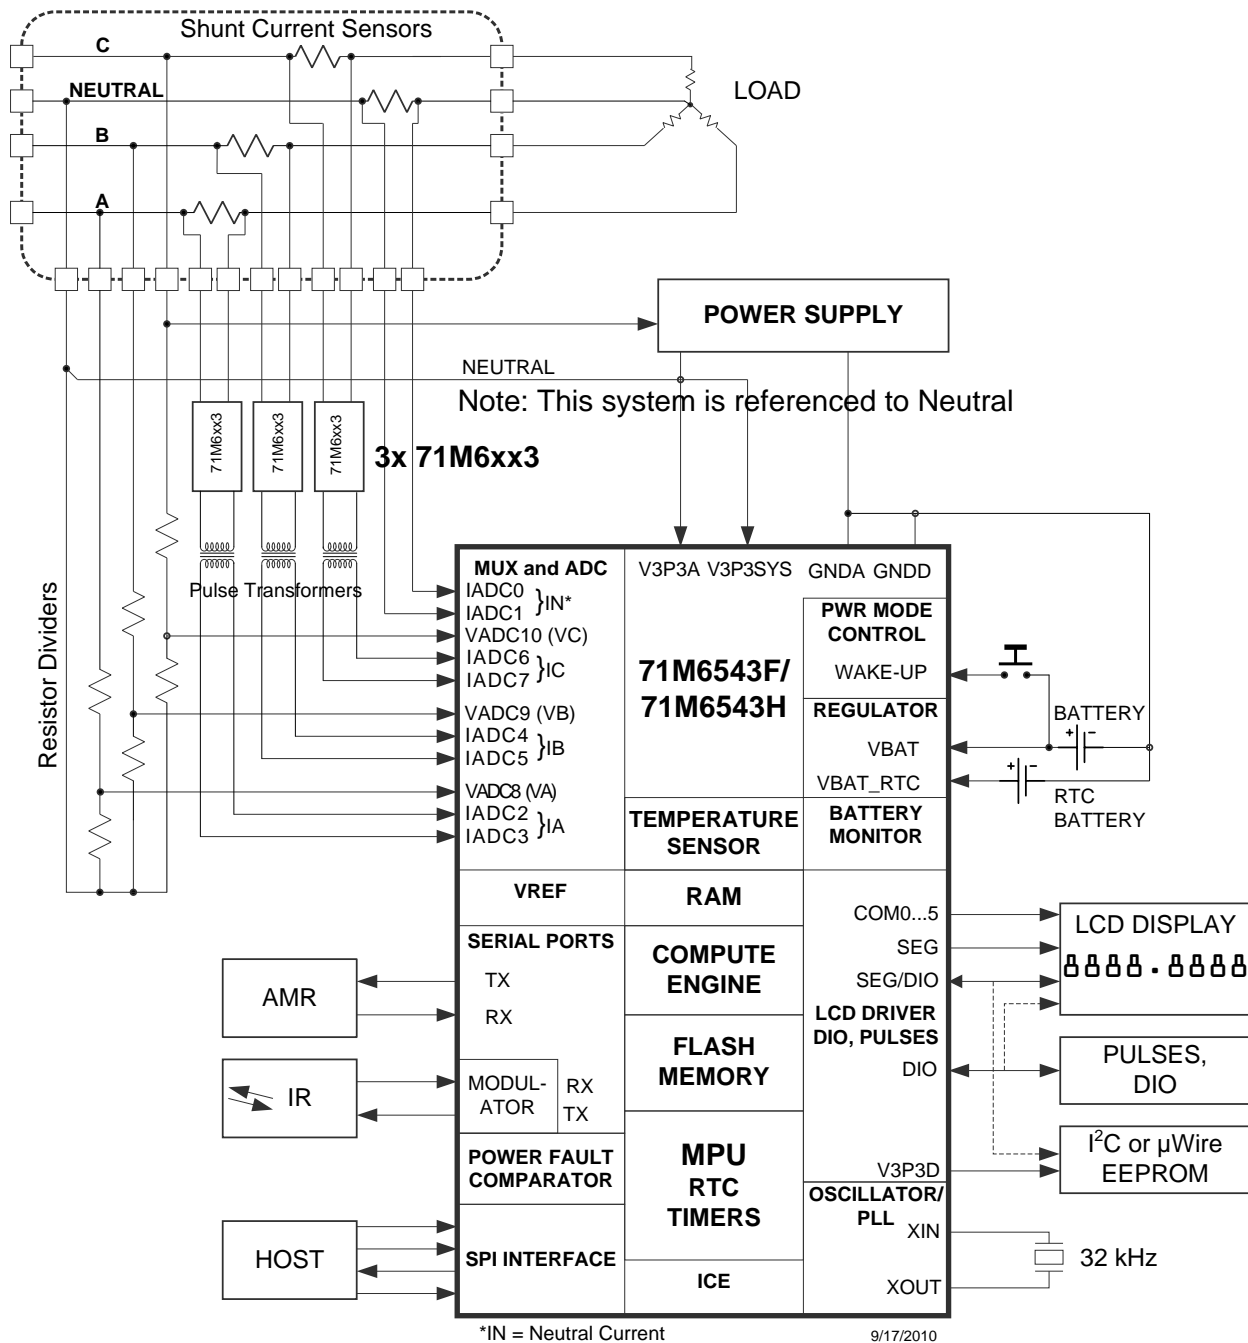 Shunt Current Sensors
C
NEUTRAL
B
A
LOAD
POWER SUPPLY
NEUTRAL
Note: This system is referenced to Neutral
71M6xx3
71M6xx3
71M6xx3
3x 71M6xx3
Pulse Transformers
Resistor Dividers
MUX and ADC
IADC0
IADC1
}IN*
VADC10 (VC)
IADC6
IADC7
}IC
VADC9 (VB)
IADC4
IADC5
}IB
VADC8 (VA)
IADC2
IADC3
}IA
V3P3A V3P3SYS GNDA GNDD
71M6543F/
71M6543H
PWR MODE
CONTROL
WAKE-UP
REGULATOR
VBAT
VBAT_RTC
BATTERY
MONITOR
+ -
BATTERY
+ -
RTC
BATTERY
TEMPERATURE
SENSOR
VREF
RAM
SERIAL PORTS
TX
RX
AMR
COMPUTE
ENGINE
FLASH
MEMORY
COM0...5
SEG
SEG/DIO
LCD DRIVER
DIO, PULSES
DIO
V3P3D
LCD DISPLAY
8888.8888
PULSES,
DIO
I²C or µWire
EEPROM
IR
MODUL-
ATOR
RX
TX
POWER FAULT
COMPARATOR
MPU
RTC
TIMERS
OSCILLATOR/
PLL
XIN
XOUT
32 kHz
HOST
SPI INTERFACE
ICE
*IN = Neutral Current
9/17/2010